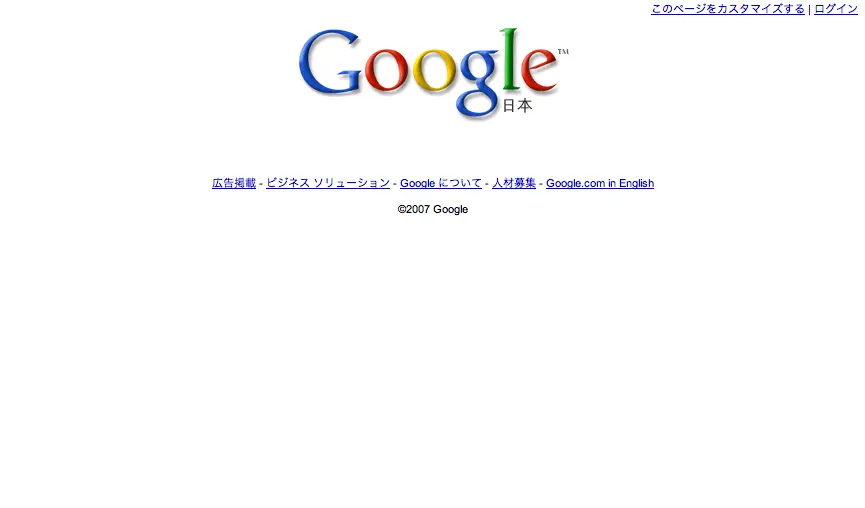 このページをカスタマイズする | ログイン
Google™
日本
広告掲載 - ビジネス ソリューション - Google について - 人材募集 - Google.com in English
©2007 Google